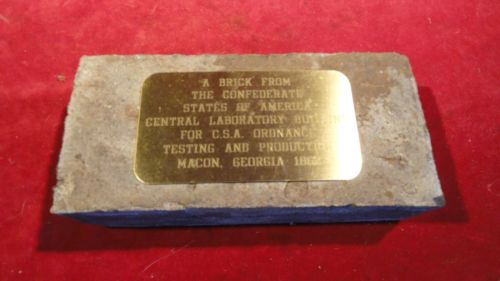 A BRICK FROM
THE CONFEDERATE
STATES OF AMERICA
CENTRAL LABORATORY
FOR C.S.A. ORDNANCE
TESTING AND PRODUCTION
MACON, GEORGIA